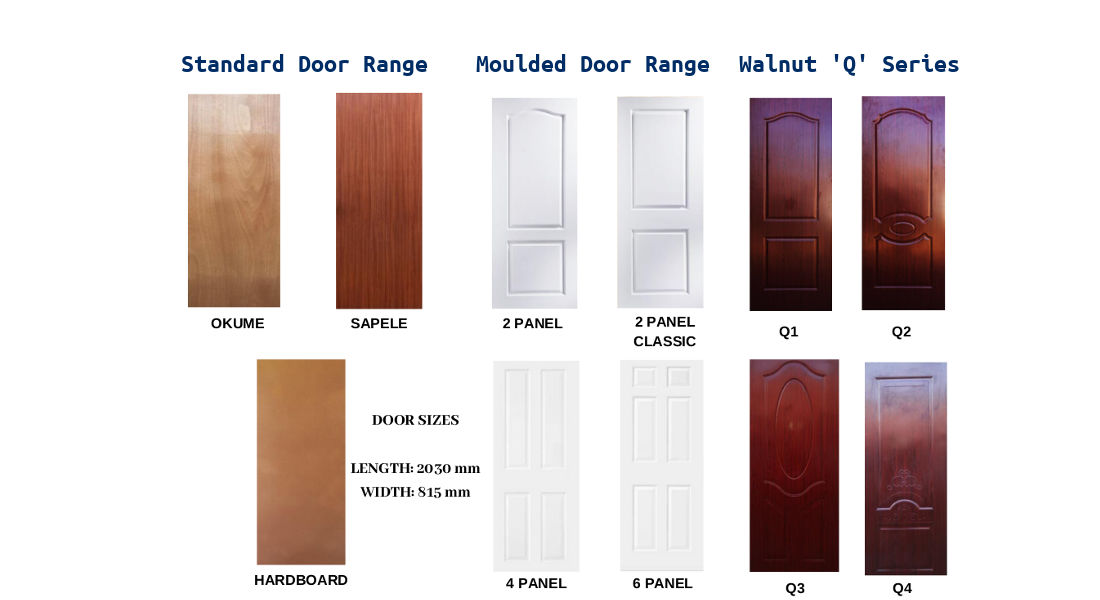 Standard Door Range
Moulded Door Range
Walnut 'Q' Series
OKUME
SAPELE
2 PANEL
2 PANEL
CLASSIC
Q1
Q2
DOOR SIZES
LENGTH: 2030 mm
WIDTH: 815 mm
HARDBOARD
4 PANEL
6 PANEL
Q3
Q4